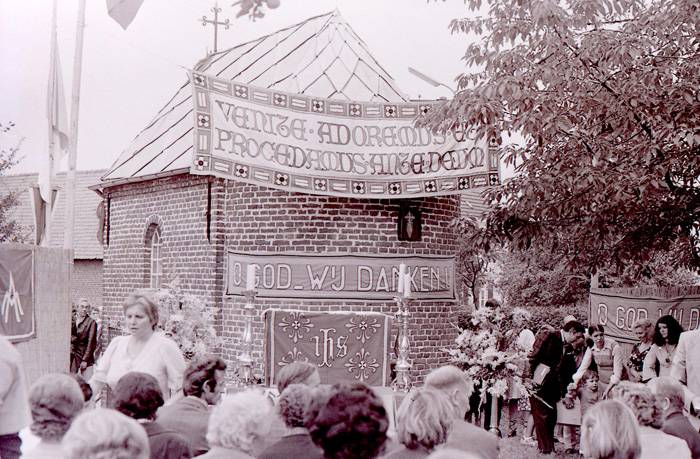 VENITE · ADOREMUS ET
PROCEDAMUS · ANTE · DEUM
O GOD _ WIJ DANKEN U
ihs
O GOD _ WIJ